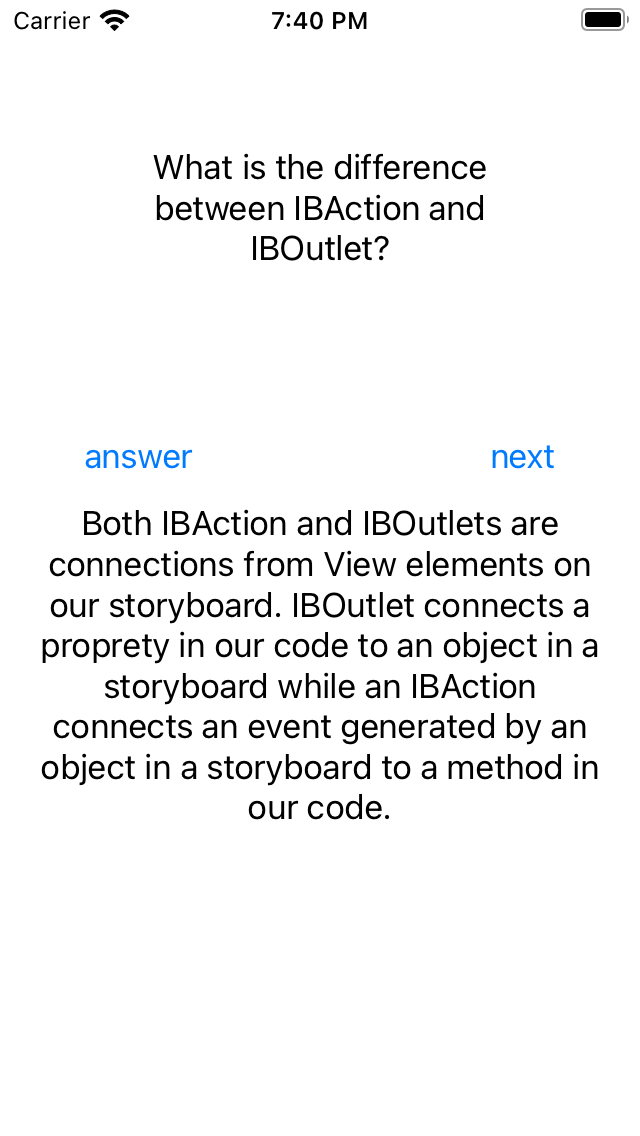 Carrier 7:40 PM
What is the difference
between IBAction and
IBOutlet?
answer next
Both IBAction and IBOutlets are
connections from View elements on
our storyboard. IBOutlet connects a
proprety in our code to an object in a
storyboard while an IBAction
connects an event generated by an
object in a storyboard to a method in
our code.